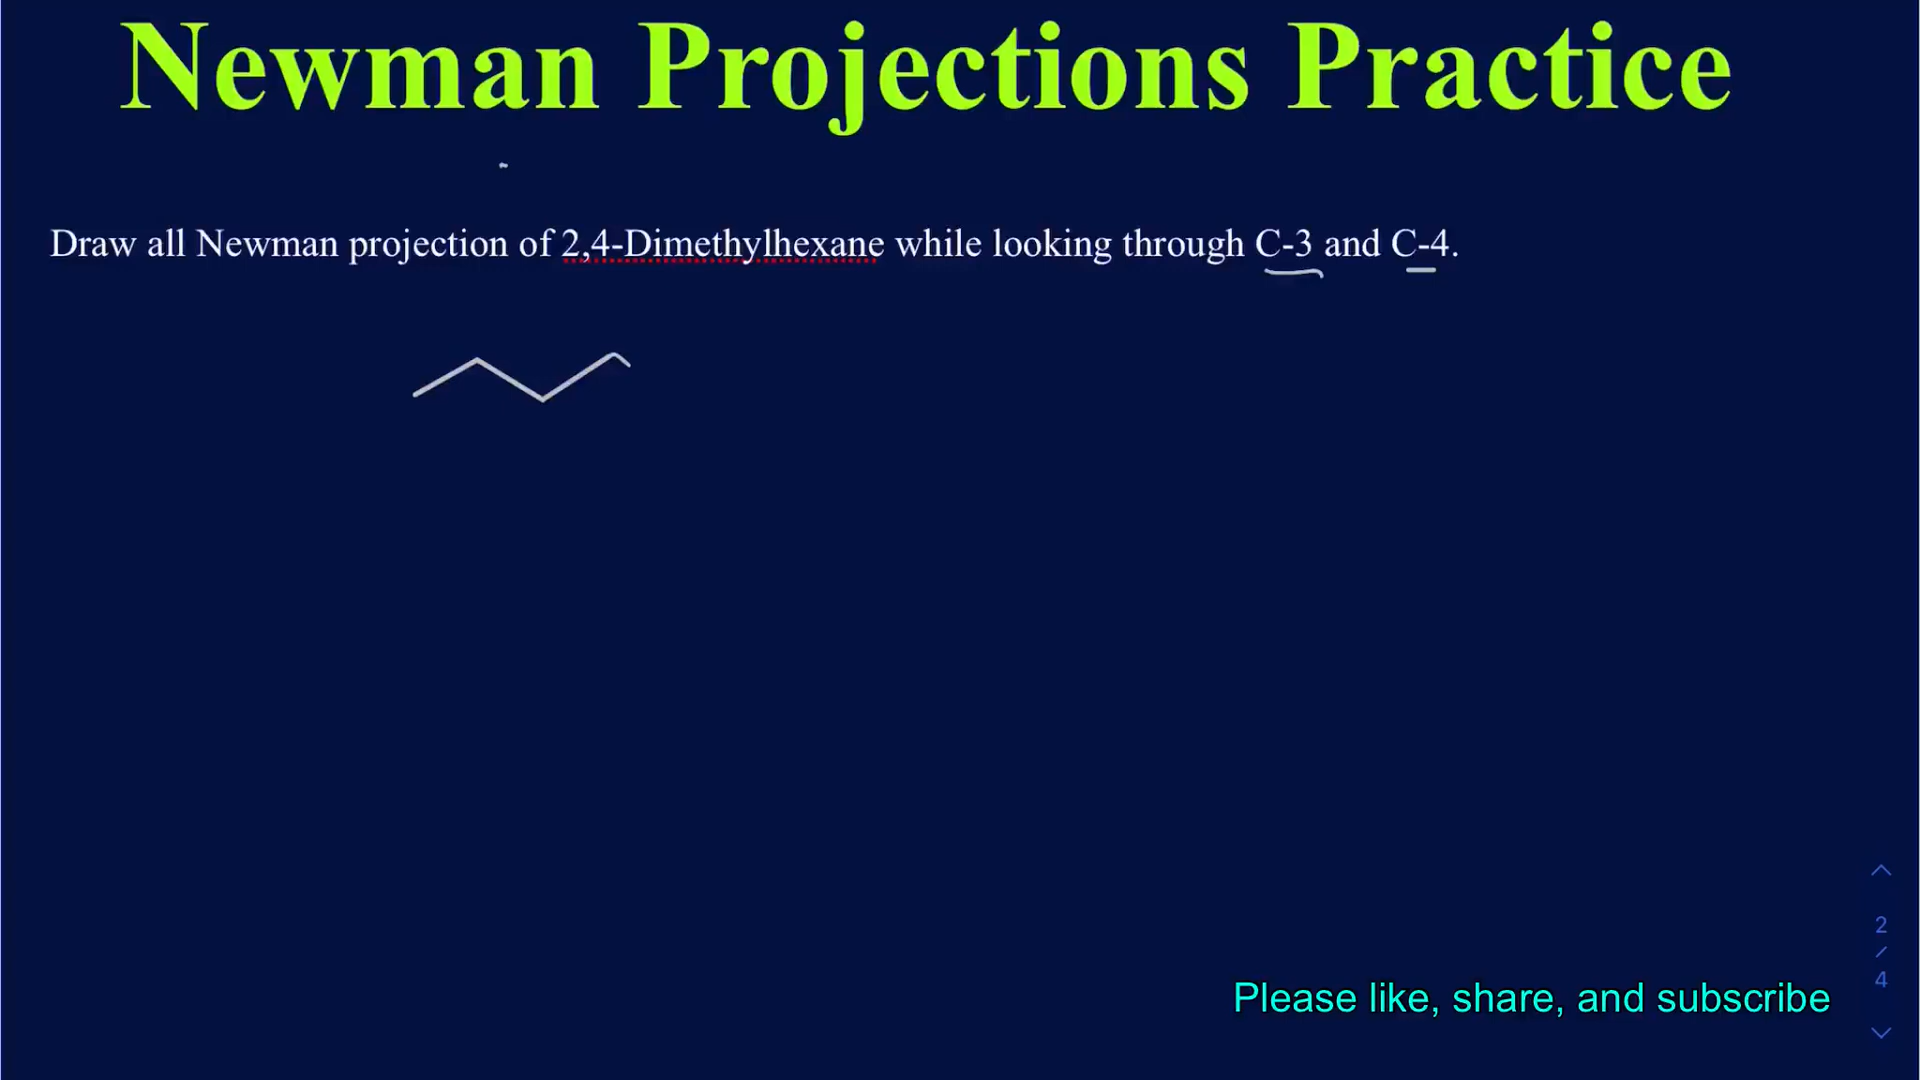 Newman Projections Practice
Draw all Newman projection of 2,4-Dimethylhexane while looking through C-3 and C-4.
2
/
4
Please like, share, and subscribe